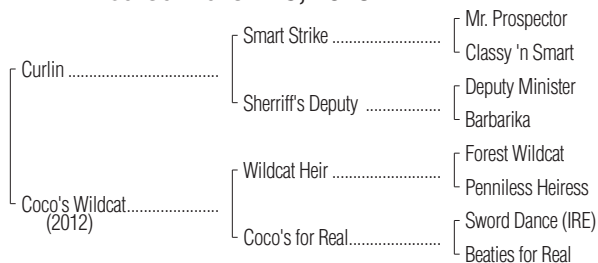 Mr. Prospector
Smart Strike ....................
Classy 'n Smart
Curlin ............................
Deputy Minister
Sherriff's Deputy ..............
Barbarika
Forest Wildcat
Wildcat Heir ....................
Penniless Heiress
Coco's Wildcat.................
(2012)
Sword Dance (IRE)
Coco's for Real.................
Beaties for Real